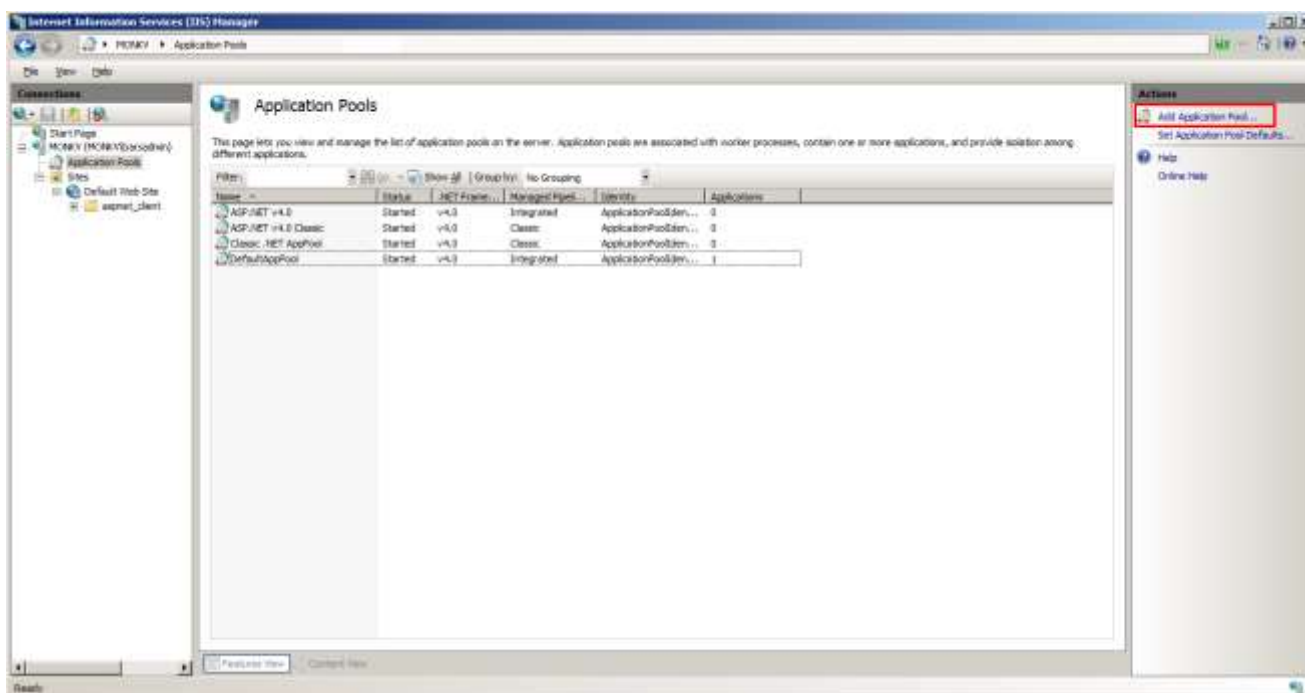 Internet Information Services (IIS) Manager
MONKY Application Pools
File View Help
Connections
Start Page
MONKY
Application Pools
Sites
Default Web Site
aspnet_client
Application Pools
This page lets you view and manage the list of application pools on the server. Application pools are associated with worker processes, contain one or more applications, and provide isolation among
different applications.
Filter: Go Show All Group by: No Grouping
Name Status .NET Frame... Managed Pipeli... Identity Applications
ASP.NET v4.0 Started v4.0 Integrated ApplicationPoolIden... 0
ASP.NET v4.0 Classic Started v4.0 Classic ApplicationPoolIden... 0
Classic .NET AppPool Started v4.0 Classic ApplicationPoolIden... 0
DefaultAppPool Started v4.0 Integrated ApplicationPoolIden... 1
Features View Content View
Ready
Actions
Add Application Pool...
Set Application Pool Defaults...
Help
Online Help